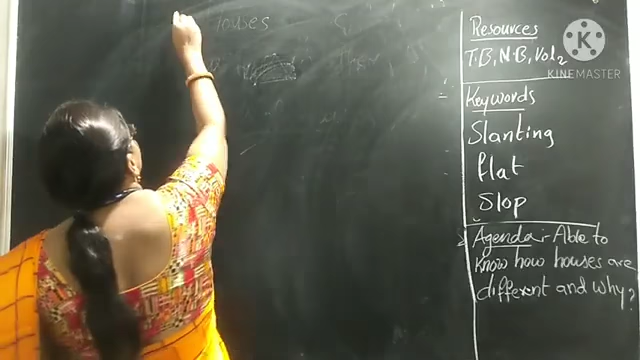 Houses
Resources
T.B, N.B, Vol 2
KINEMASTER
Keywords
Slanting
flat
Slop
Agenda:- Able to
know how houses are
different and why?